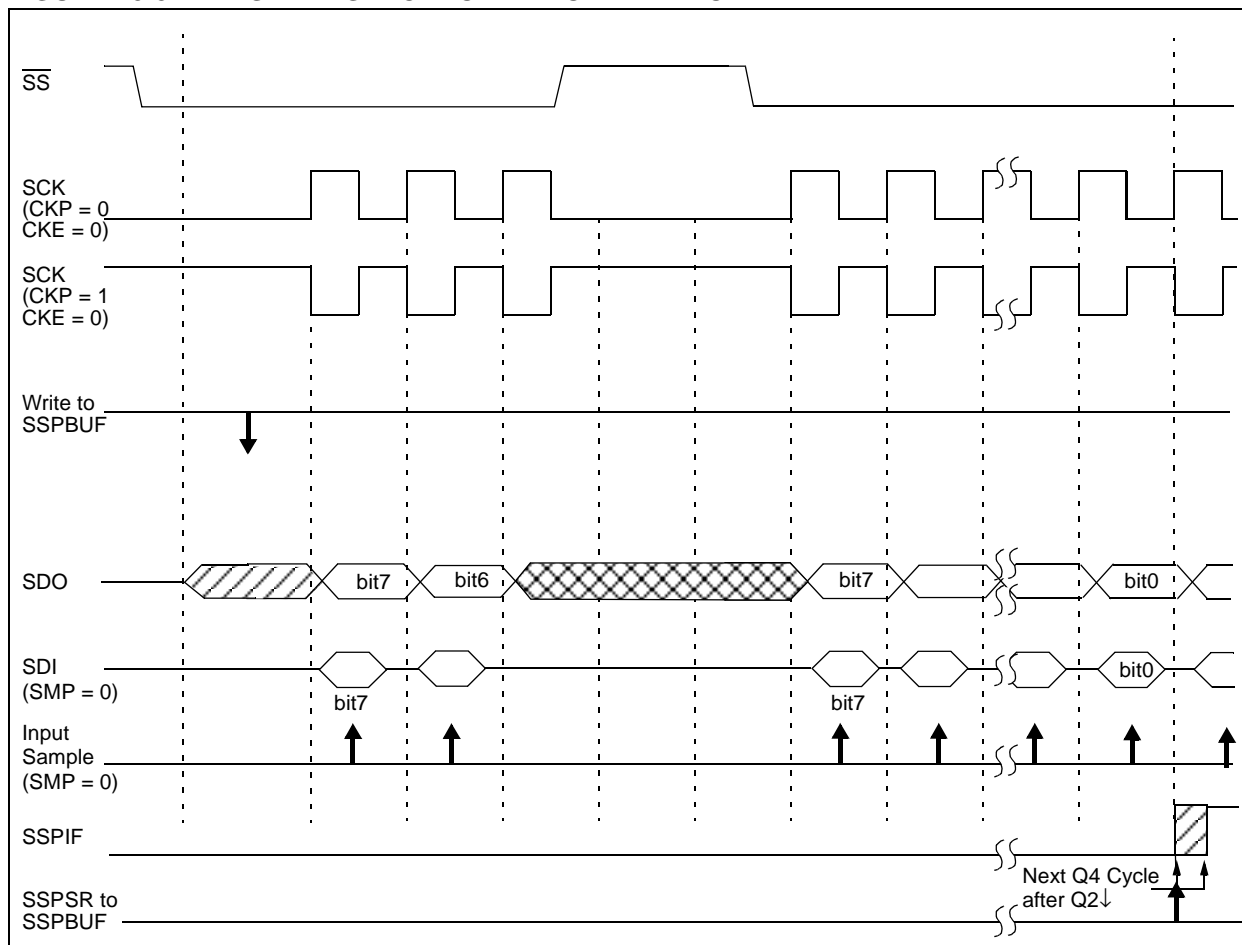 SS
SCK
(CKP = 0
CKE = 0)
SCK
(CKP = 1
CKE = 0)
Write to
SSPBUF
SDO
bit7
bit6
bit7
bit0
SDI
(SMP = 0)
bit7
bit7
bit0
Input
Sample
(SMP = 0)
SSPIF
Next Q4 Cycle
after Q2↓
SSPSR to
SSPBUF